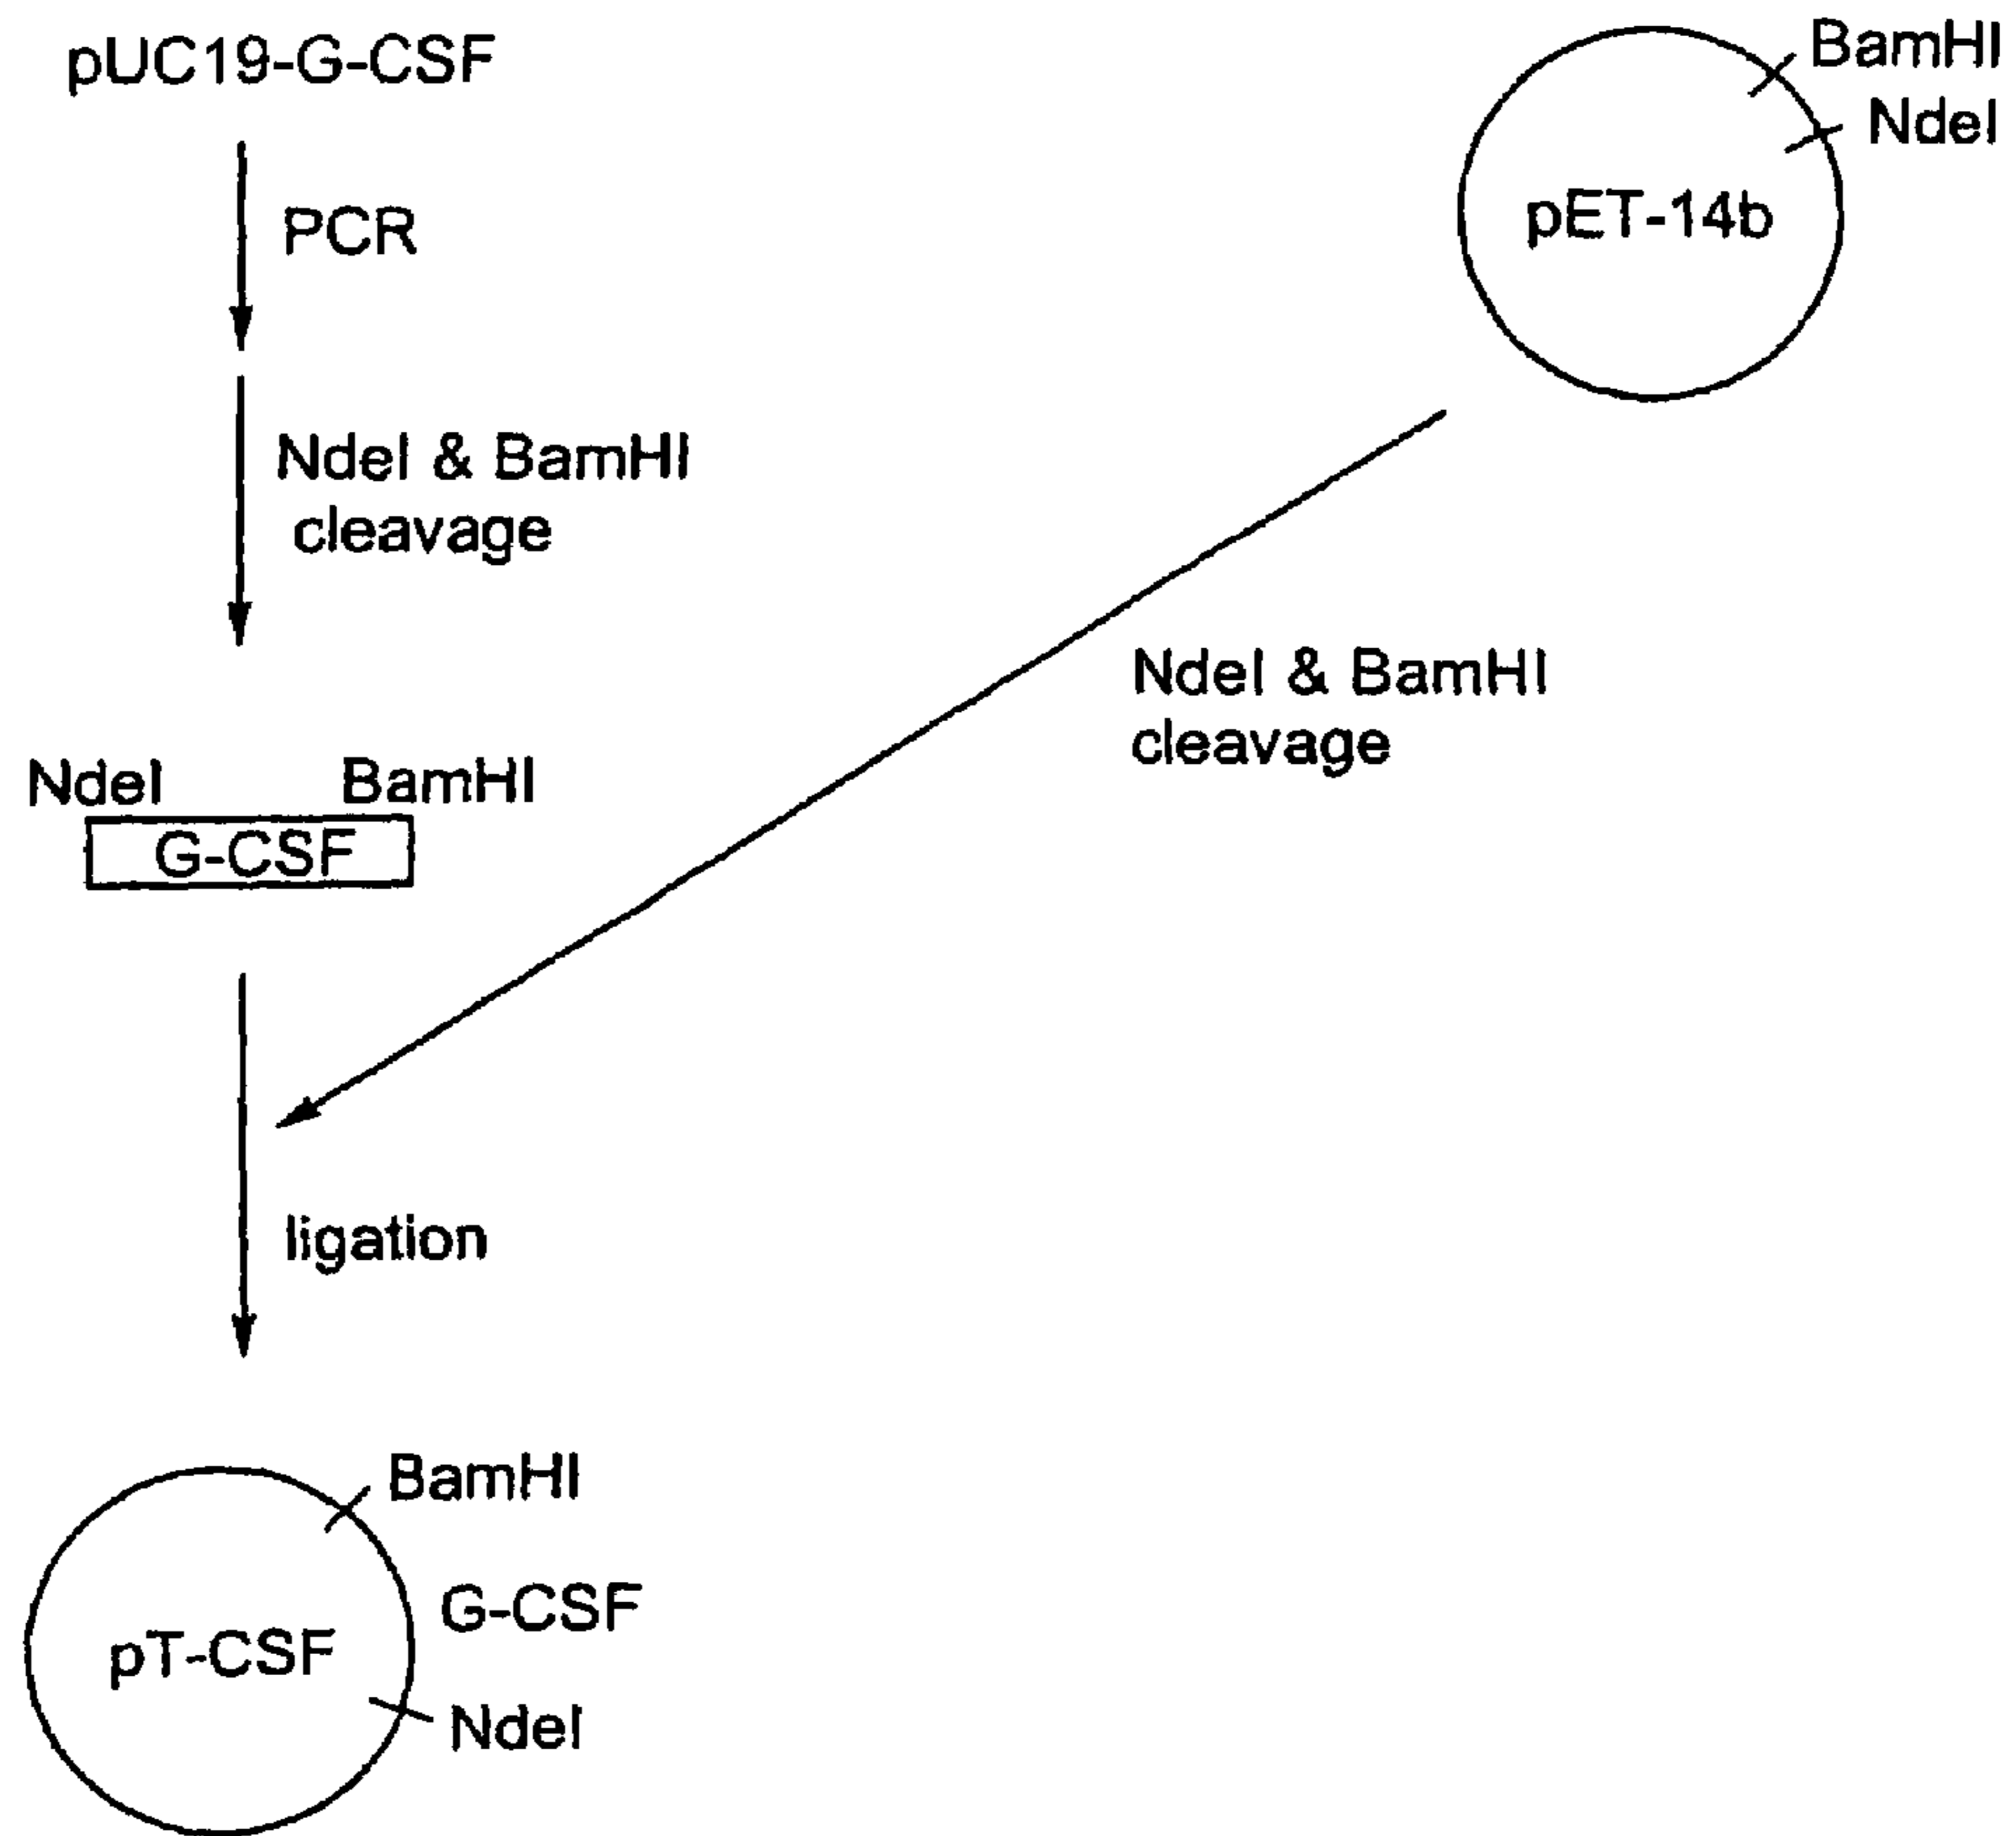 pUC19-G-CSF
PCR
NdeI & BamHI
cleavage
NdeI BamHI
G-CSF
ligation
BamHI
G-CSF
pT-CSF
NdeI
BamHI
NdeI
pET-14b
NdeI & BamHI
cleavage